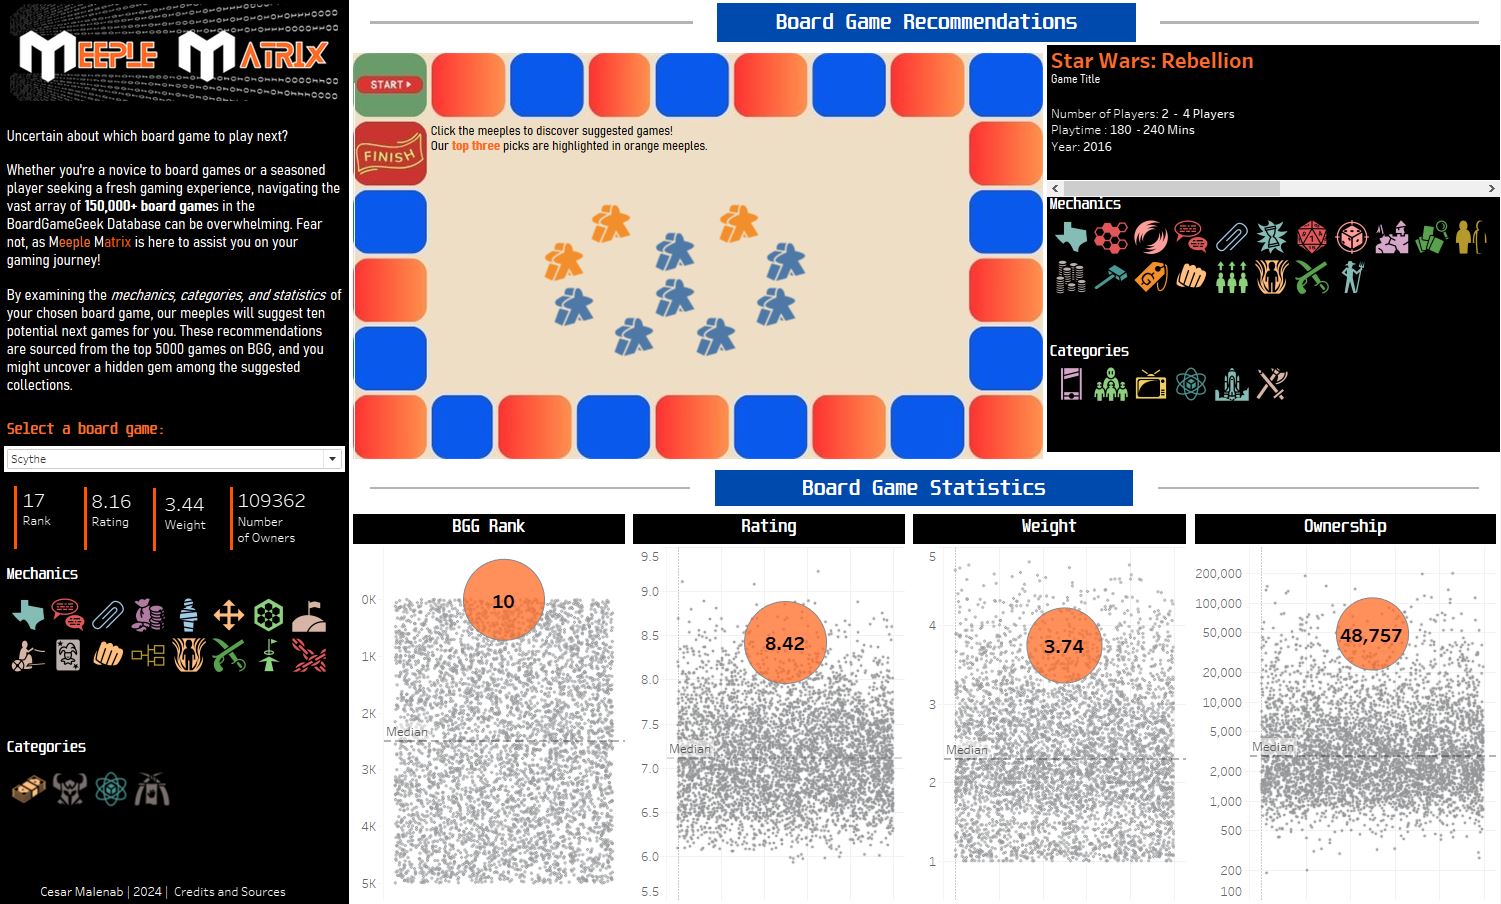 MEEPLE MATRIX
Uncertain about which board game to play next?
Whether you're a novice to board games or a seasoned
player seeking a fresh gaming experience, navigating the
vast array of 150,000+ board games in the
BoardGameGeek Database can be overwhelming. Fear
not, as Meeple Matrix is here to assist you on your
gaming journey!
By examining the mechanics, categories, and statistics of
your chosen board game, our meeples will suggest ten
potential next games for you. These recommendations
are sourced from the top 5000 games on BGG, and you
might uncover a hidden gem among the suggested
collections.
Select a board game:
Scythe
17
Rank
8.16
Rating
3.44
Weight
109362
Number
of Owners
Mechanics
Categories
Cesar Malenab | 2024 | Credits and Sources
Board Game Recommendations
START
FINISH
Click the meeples to discover suggested games!
Our top three picks are highlighted in orange meeples.
Star Wars: Rebellion
Game Title
Number of Players: 2 - 4 Players
Playtime : 180 - 240 Mins
Year: 2016
Mechanics
Categories
Board Game Statistics
BGG Rank
0K
1K
2K
3K
4K
5K
10
Median
Rating
9.5
9.0
8.5
8.0
7.5
7.0
6.5
6.0
5.5
8.42
Median
Weight
5
4
3
2
1
3.74
Median
Ownership
200,000
100,000
50,000
20,000
10,000
5,000
2,000
1,000
500
200
100
48,757
Median